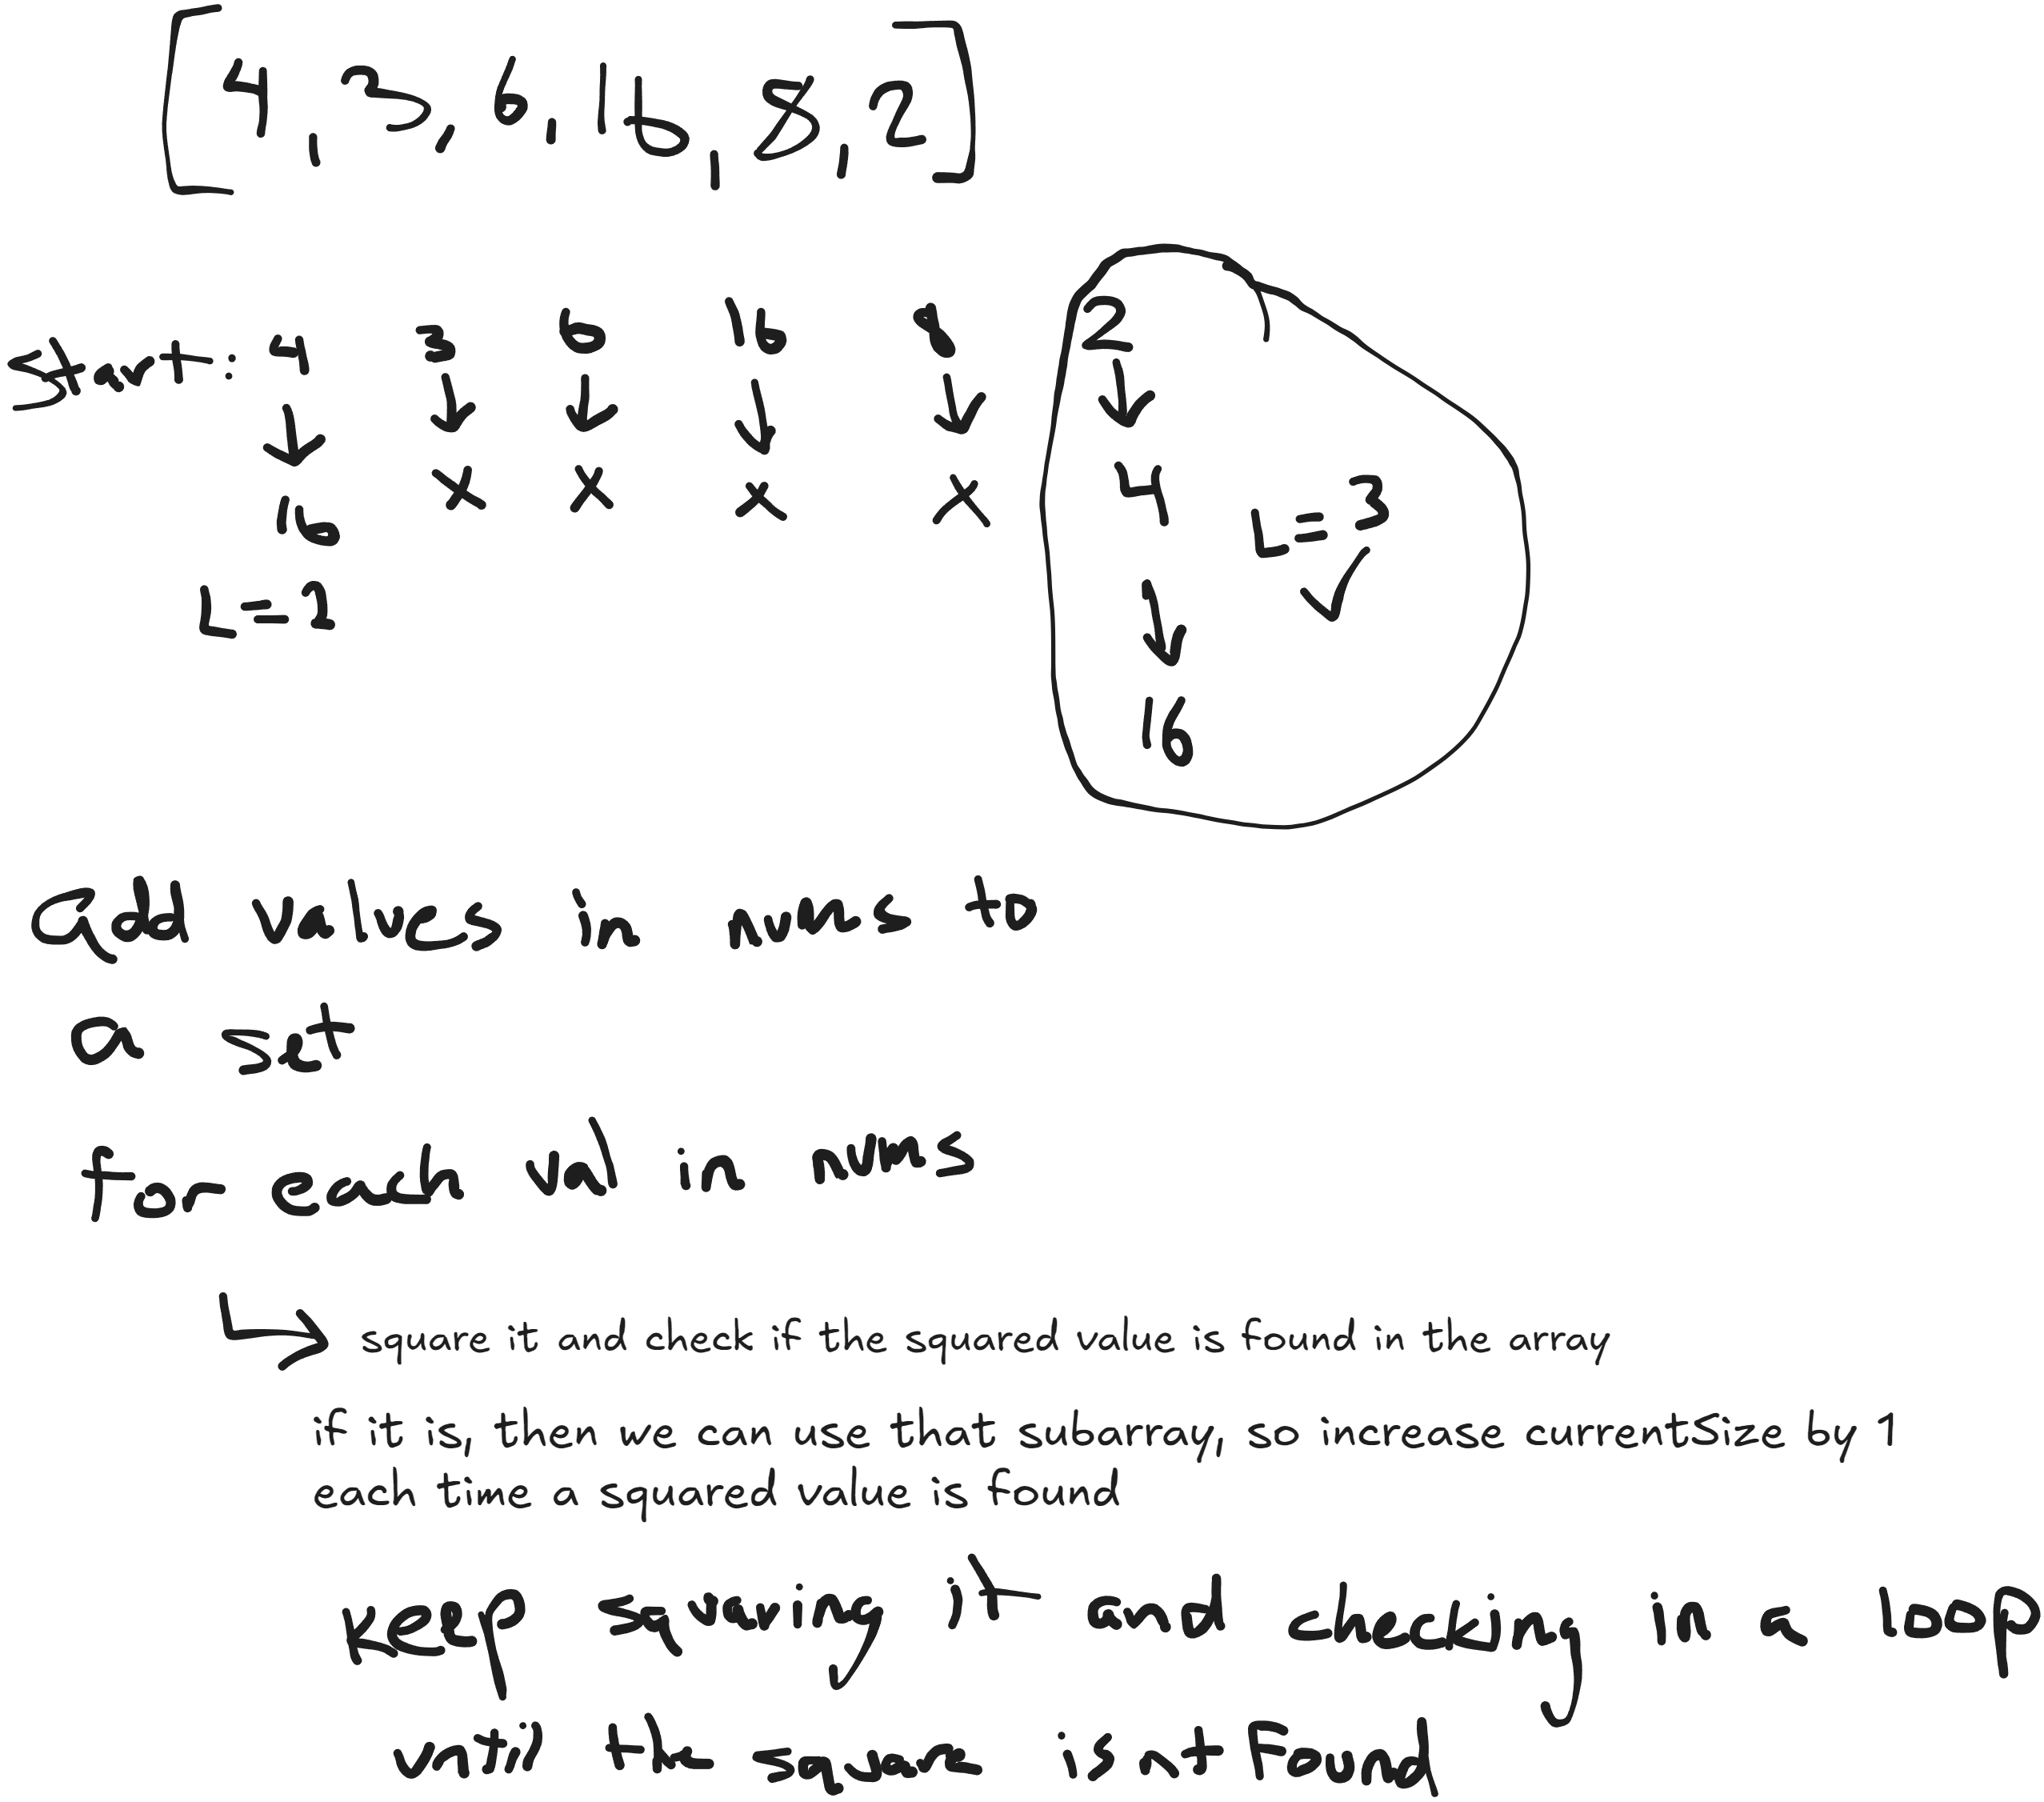 [4, 3, 6, 16, 8, 2]
Start: 4 3 6 16 8 2
x x x x
16 4 L=3
L=2
16
add values in nums to
a set
for each val in nums
square it and check if the squared value is found in the array
if it is, then we can use that subarray, so increase currentSize by 1
each time a squared value is found
keep squaring it and checking in a loop
until the square isnt Found